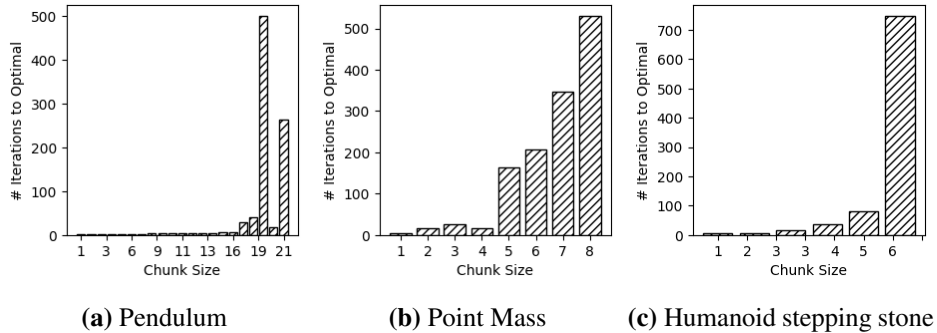 # Iterations to Optimal
500
400
300
200
100
0
1 3 6 9 11 13 16 19 21
Chunk Size
(a) Pendulum
# Iterations to Optimal
500
400
300
200
100
0
1 2 3 4 5 6 7 8
Chunk Size
(b) Point Mass
# Iterations to Optimal
700
600
500
400
300
200
100
0
1 2 3 3 4 5 6
Chunk Size
(c) Humanoid stepping stone